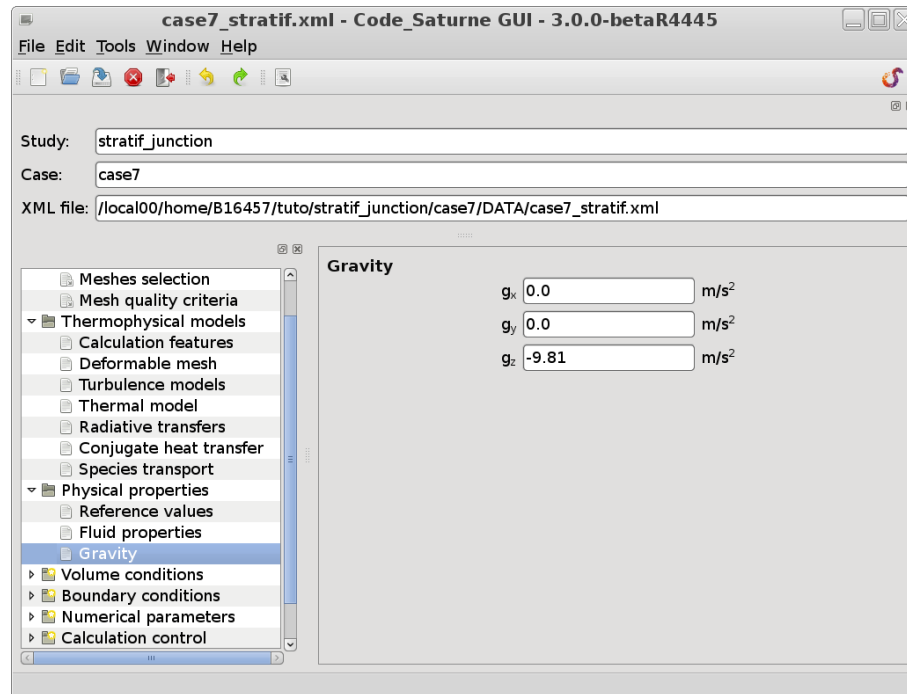 case7_stratif.xml - Code_Saturne GUI - 3.0.0-betaR4445
File Edit Tools Window Help
Study: stratif_junction
Case: case7
XML file: /local00/home/B16457/tuto/stratif_junction/case7/DATA/case7_stratif.xml
Meshes selection
Mesh quality criteria
Thermophysical models
Calculation features
Deformable mesh
Turbulence models
Thermal model
Radiative transfers
Conjugate heat transfer
Species transport
Physical properties
Reference values
Fluid properties
Gravity
Volume conditions
Boundary conditions
Numerical parameters
Calculation control
Gravity
gₓ 0.0 m/s²
gᵧ 0.0 m/s²
g_z -9.81 m/s²